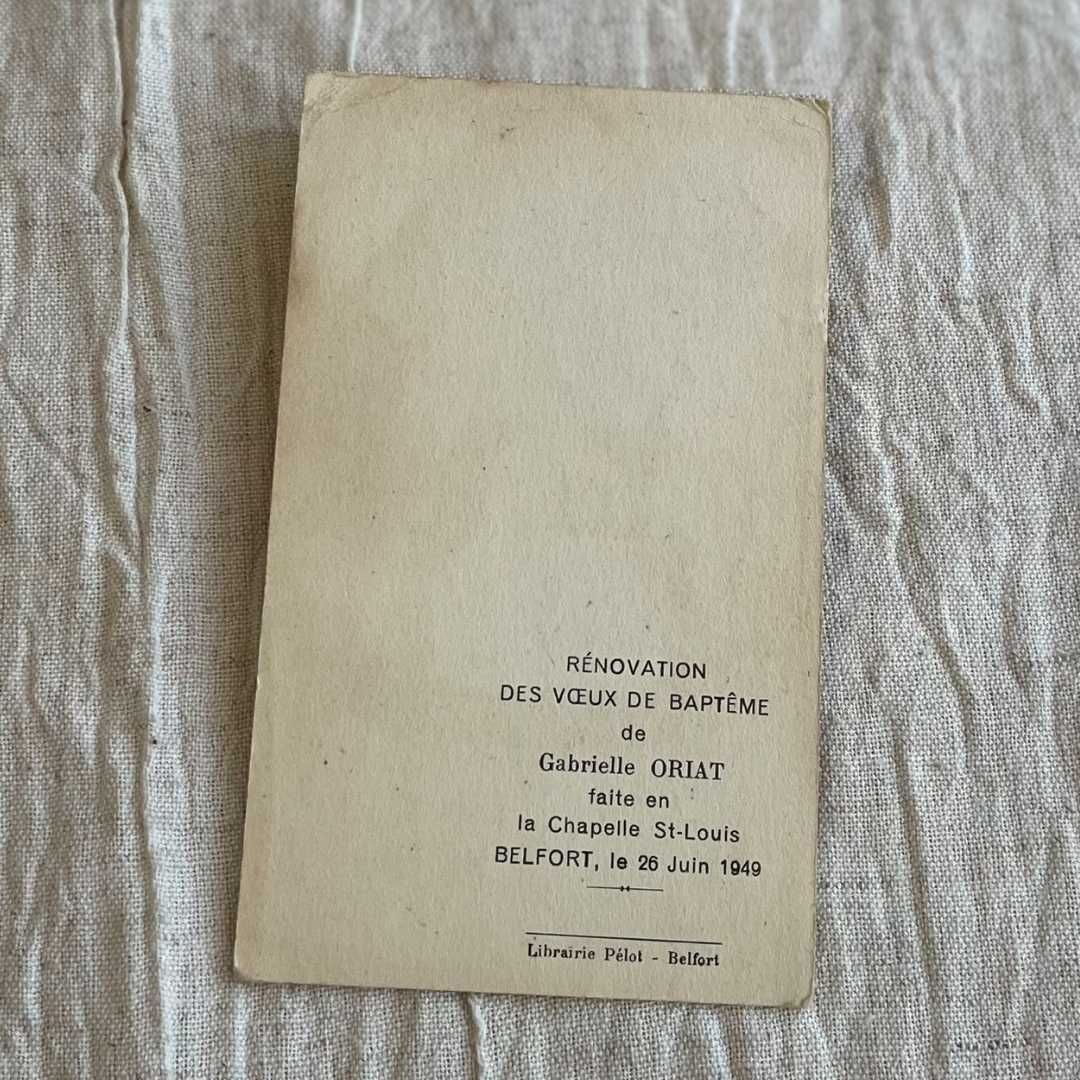 RÉNOVATION
DES VŒUX DE BAPTÊME
de
Gabrielle ORIAT
faite en
la Chapelle St-Louis
BELFORT, le 26 Juin 1949
Librairie Pélot - Belfort